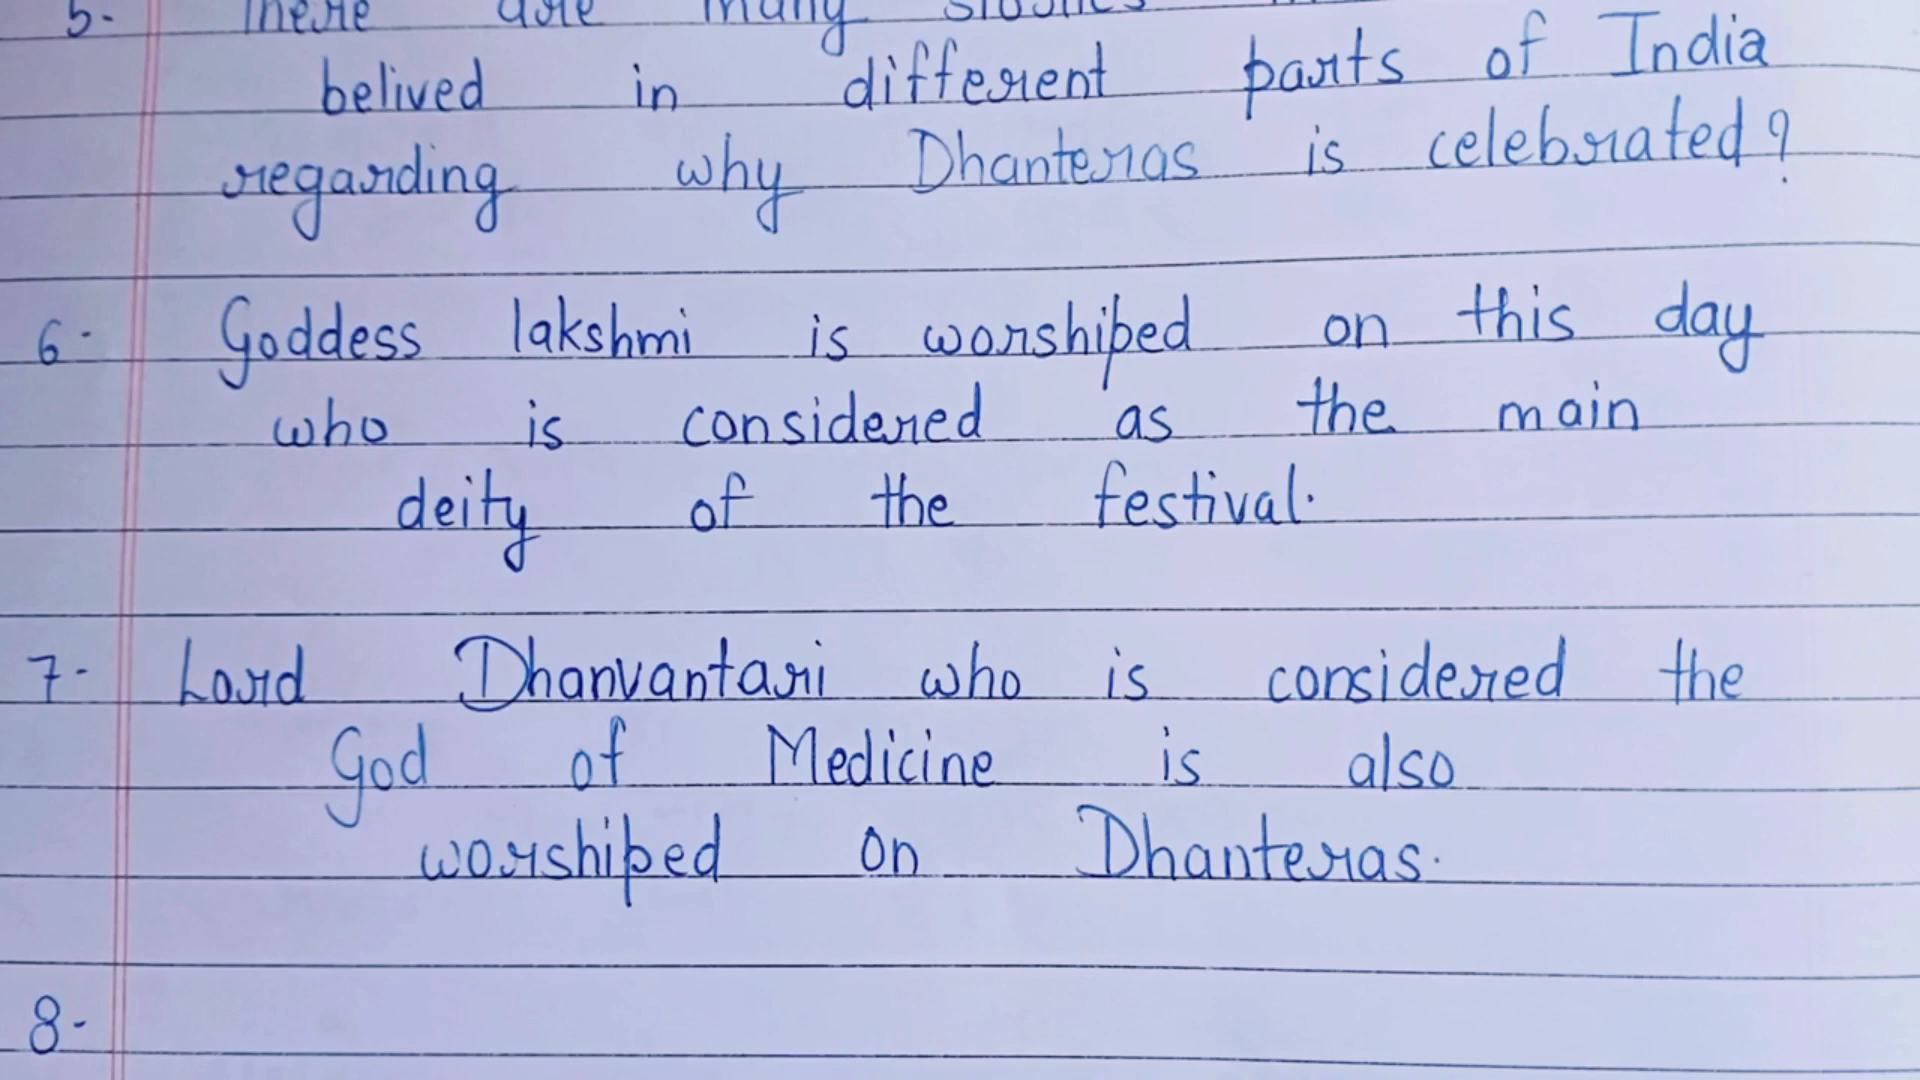 5- There are many stories
belived in different parts of India
regarding why Dhanteras is celebrated?
6- Goddess lakshmi is worshiped on this day
who is considered as the main
deity of the festival.
7- Lord Dhanvantari who is considered the
God of Medicine is also
worshiped on Dhanteras.
8-